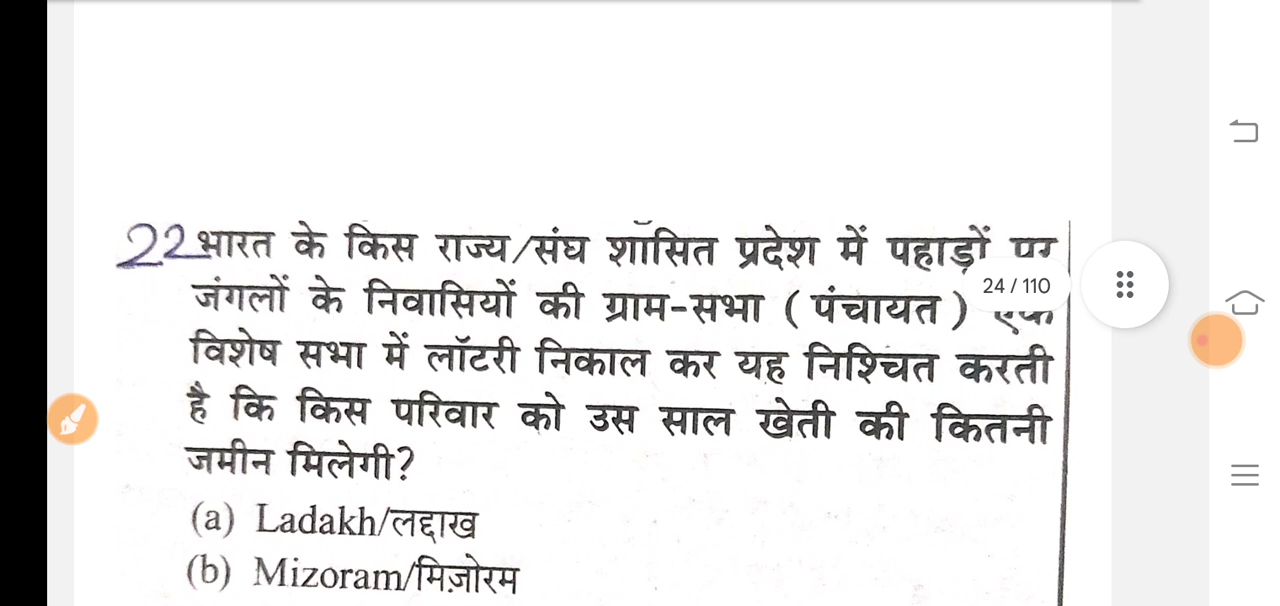 22 भारत के किस राज्य/संघ शासित प्रदेश में पहाड़ों पर
जंगलों के निवासियों की ग्राम-सभा ( पंचायत )
24 / 110
विशेष सभा में लॉटरी निकाल कर यह निश्चित करती
है कि किस परिवार को उस साल खेती की कितनी
जमीन मिलेगी?
(a) Ladakh/लद्दाख
(b) Mizoram/मिज़ोरम